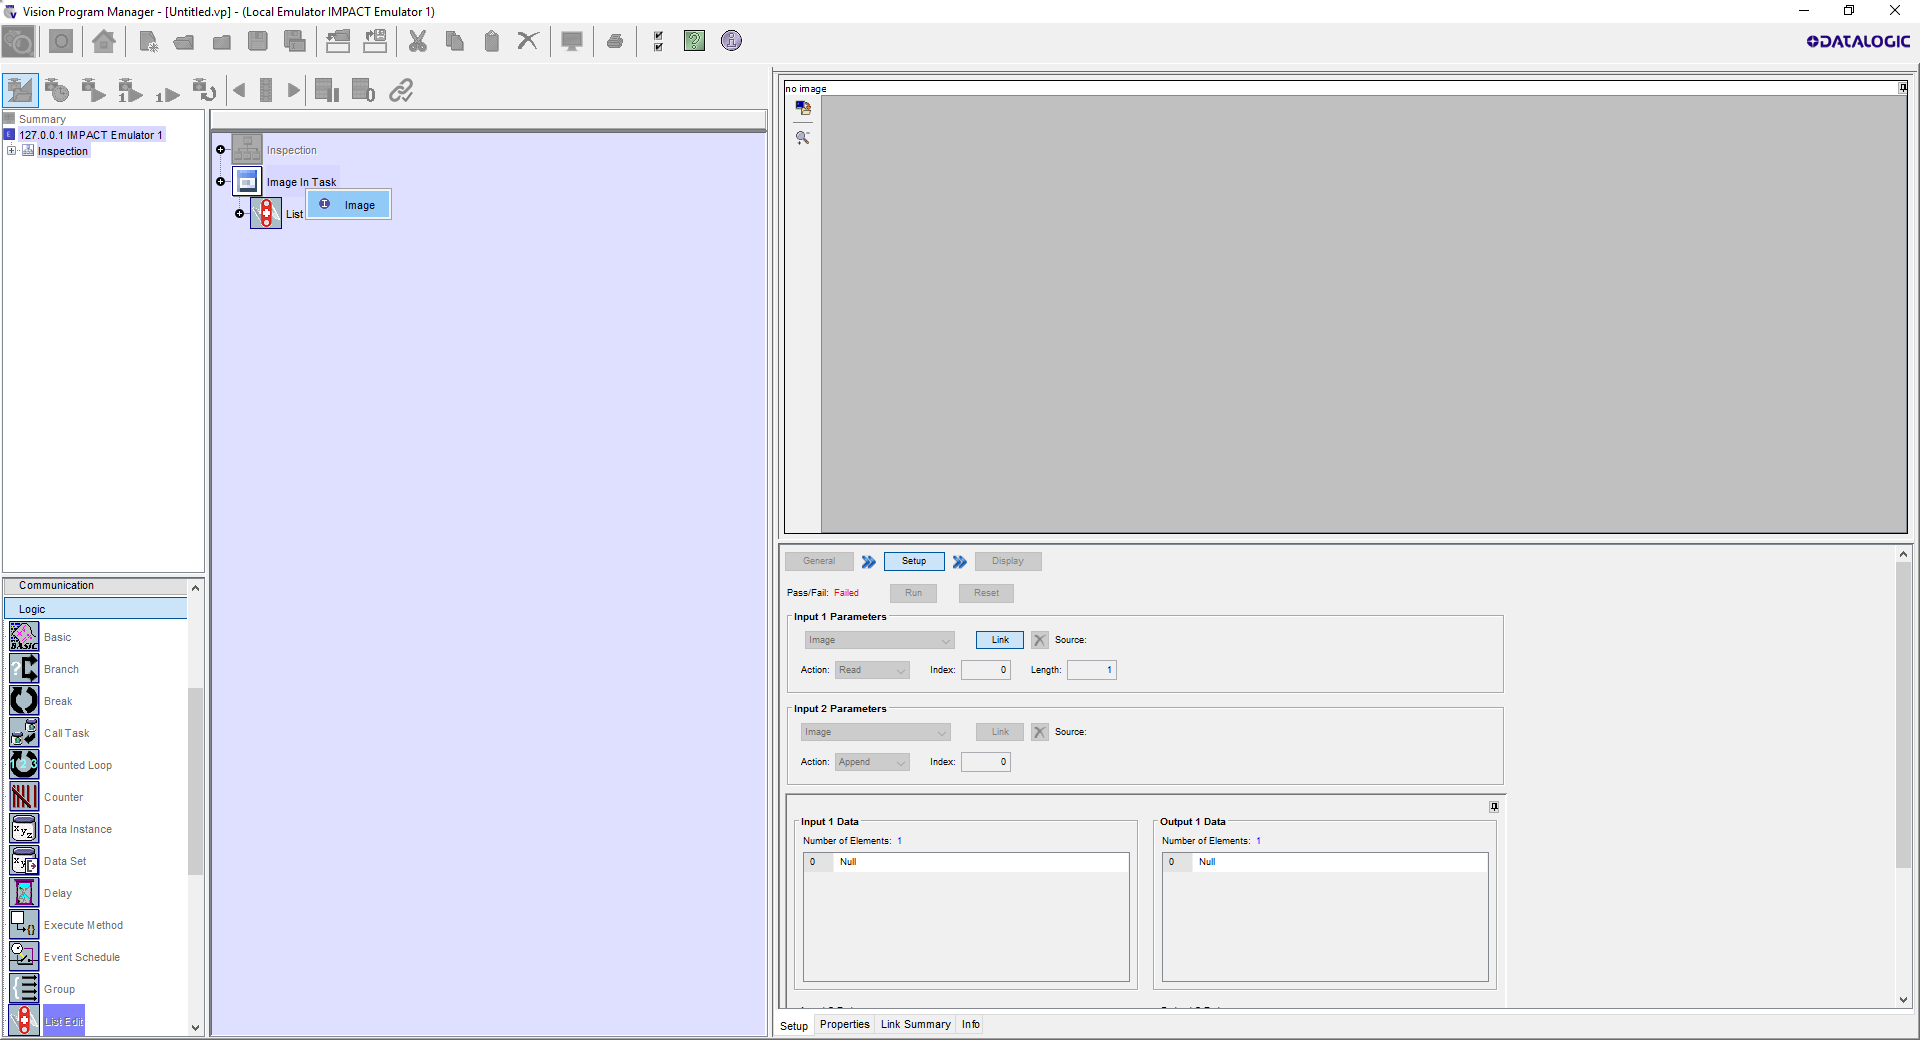 Vision Program Manager - [Untitled.vp] - (Local Emulator IMPACT Emulator 1)
DATALOGIC
Summary
127.0.0.1 IMPACT Emulator 1
Inspection
Inspection
Image In Task
Image
List
no image
Communication
Logic
Basic
Branch
Break
Call Task
Counted Loop
Counter
Data Instance
Data Set
Delay
Execute Method
Event Schedule
Group
List Edit
General
Setup
Display
Pass/Fail: Failed
Run
Reset
Input 1 Parameters
Image
Link
Source:
Action: Read
Index: 0
Length: 1
Input 2 Parameters
Image
Link
Source:
Action: Append
Index: 0
Input 1 Data
Number of Elements: 1
0 Null
Output 1 Data
Number of Elements: 1
0 Null
Setup
Properties
Link Summary
Info